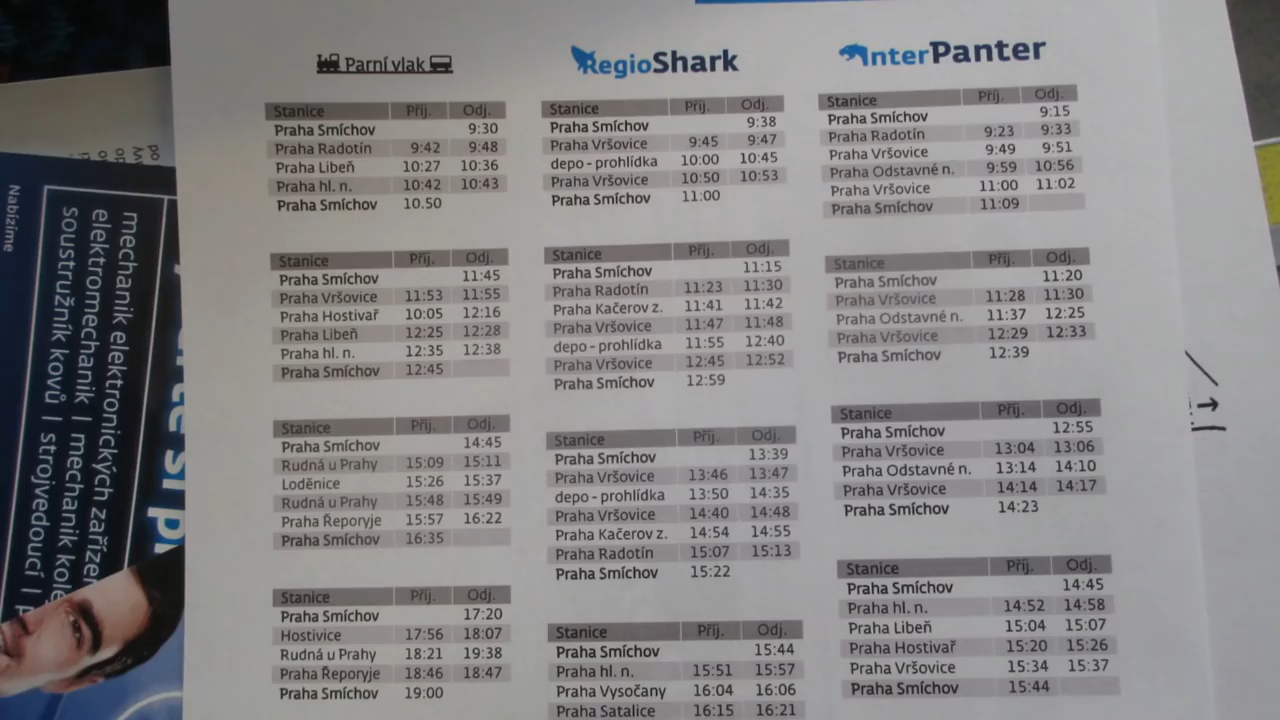 Parní vlak
Stanice Příj. Odj.
Praha Smíchov 9:30
Praha Radotín 9:42 9:48
Praha Libeň 10:27 10:36
Praha hl. n. 10:42 10:43
Praha Smíchov 10.50
Stanice Příj. Odj.
Praha Smíchov 11:45
Praha Vršovice 11:53 11:55
Praha Hostivař 10:05 12:16
Praha Libeň 12:25 12:28
Praha hl. n. 12:35 12:38
Praha Smíchov 12:45
Stanice Příj. Odj.
Praha Smíchov 14:45
Rudná u Prahy 15:09 15:11
Loděnice 15:26 15:37
Rudná u Prahy 15:48 15:49
Praha Řeporyje 15:57 16:22
Praha Smíchov 16:35
Stanice Příj. Odj.
Praha Smíchov 17:20
Hostivice 17:56 18:07
Rudná u Prahy 18:21 19:38
Praha Řeporyje 18:46 18:47
Praha Smíchov 19:00
RegioShark
Stanice Příj. Odj.
Praha Smíchov 9:38
Praha Vršovice 9:45 9:47
depo - prohlídka 10:00 10:45
Praha Vršovice 10:50 10:53
Praha Smíchov 11:00
Stanice Příj. Odj.
Praha Smíchov 11:15
Praha Radotín 11:23 11:30
Praha Kačerov z. 11:41 11:42
Praha Vršovice 11:47 11:48
depo - prohlídka 11:55 12:40
Praha Vršovice 12:45 12:52
Praha Smíchov 12:59
Stanice Příj. Odj.
Praha Smíchov 13:39
Praha Vršovice 13:46 13:47
depo - prohlídka 13:50 14:35
Praha Vršovice 14:40 14:48
Praha Kačerov z. 14:54 14:55
Praha Radotín 15:07 15:13
Praha Smíchov 15:22
Stanice Příj. Odj.
Praha Smíchov 15:44
Praha hl. n. 15:51 15:57
Praha Vysočany 16:04 16:06
Praha Satalice 16:15 16:21
InterPanter
Stanice Příj. Odj.
Praha Smíchov 9:15
Praha Radotín 9:23 9:33
Praha Vršovice 9:49 9:51
Praha Odstavné n. 9:59 10:56
Praha Vršovice 11:00 11:02
Praha Smíchov 11:09
Stanice Příj. Odj.
Praha Smíchov 11:20
Praha Vršovice 11:28 11:30
Praha Odstavné n. 11:37 12:25
Praha Vršovice 12:29 12:33
Praha Smíchov 12:39
Stanice Příj. Odj.
Praha Smíchov 12:55
Praha Vršovice 13:04 13:06
Praha Odstavné n. 13:14 14:10
Praha Vršovice 14:14 14:17
Praha Smíchov 14:23
Stanice Příj. Odj.
Praha Smíchov 14:45
Praha hl. n. 14:52 14:58
Praha Libeň 15:04 15:07
Praha Hostivař 15:20 15:26
Praha Vršovice 15:34 15:37
Praha Smíchov 15:44
Nabízíme
mechanik elektronických zařízen
elektromechanik | mechanik kole
soustružník kovů | strojvedoucí |